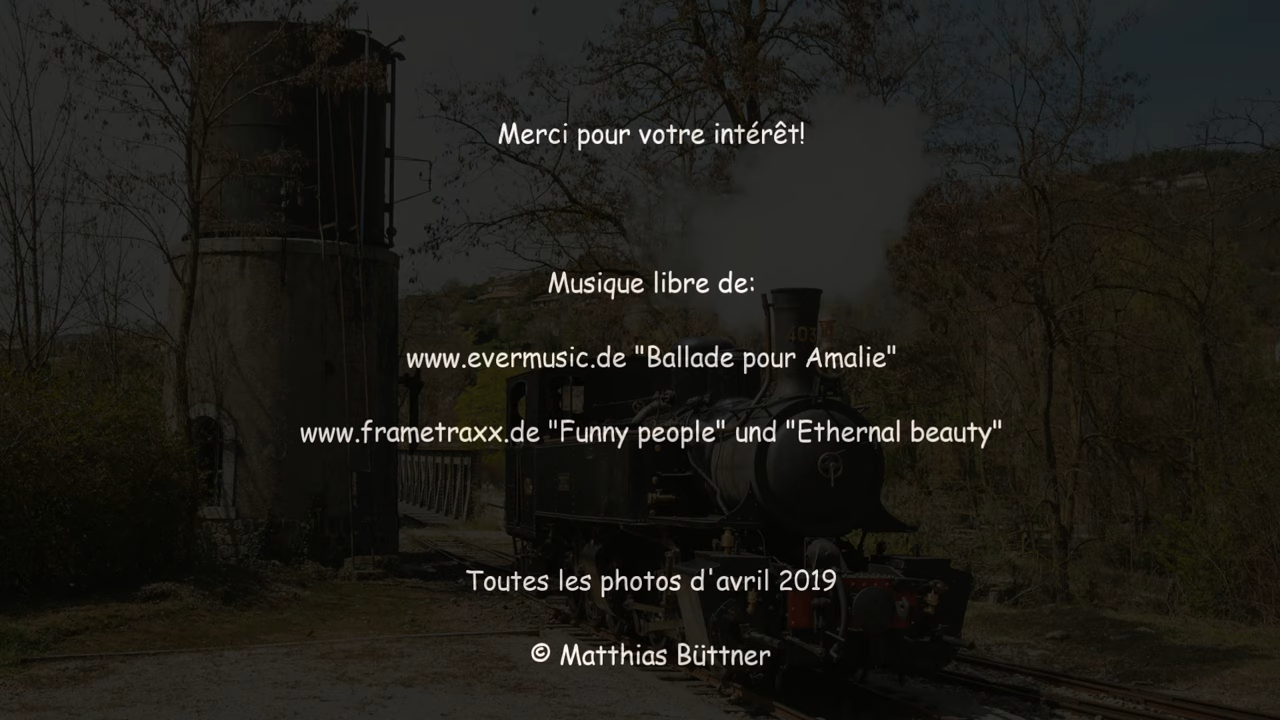 Merci pour votre intérêt!
Musique libre de:
www.evermusic.de "Ballade pour Amalie"
www.frametraxx.de "Funny people" und "Ethernal beauty"
Toutes les photos d'avril 2019
© Matthias Büttner